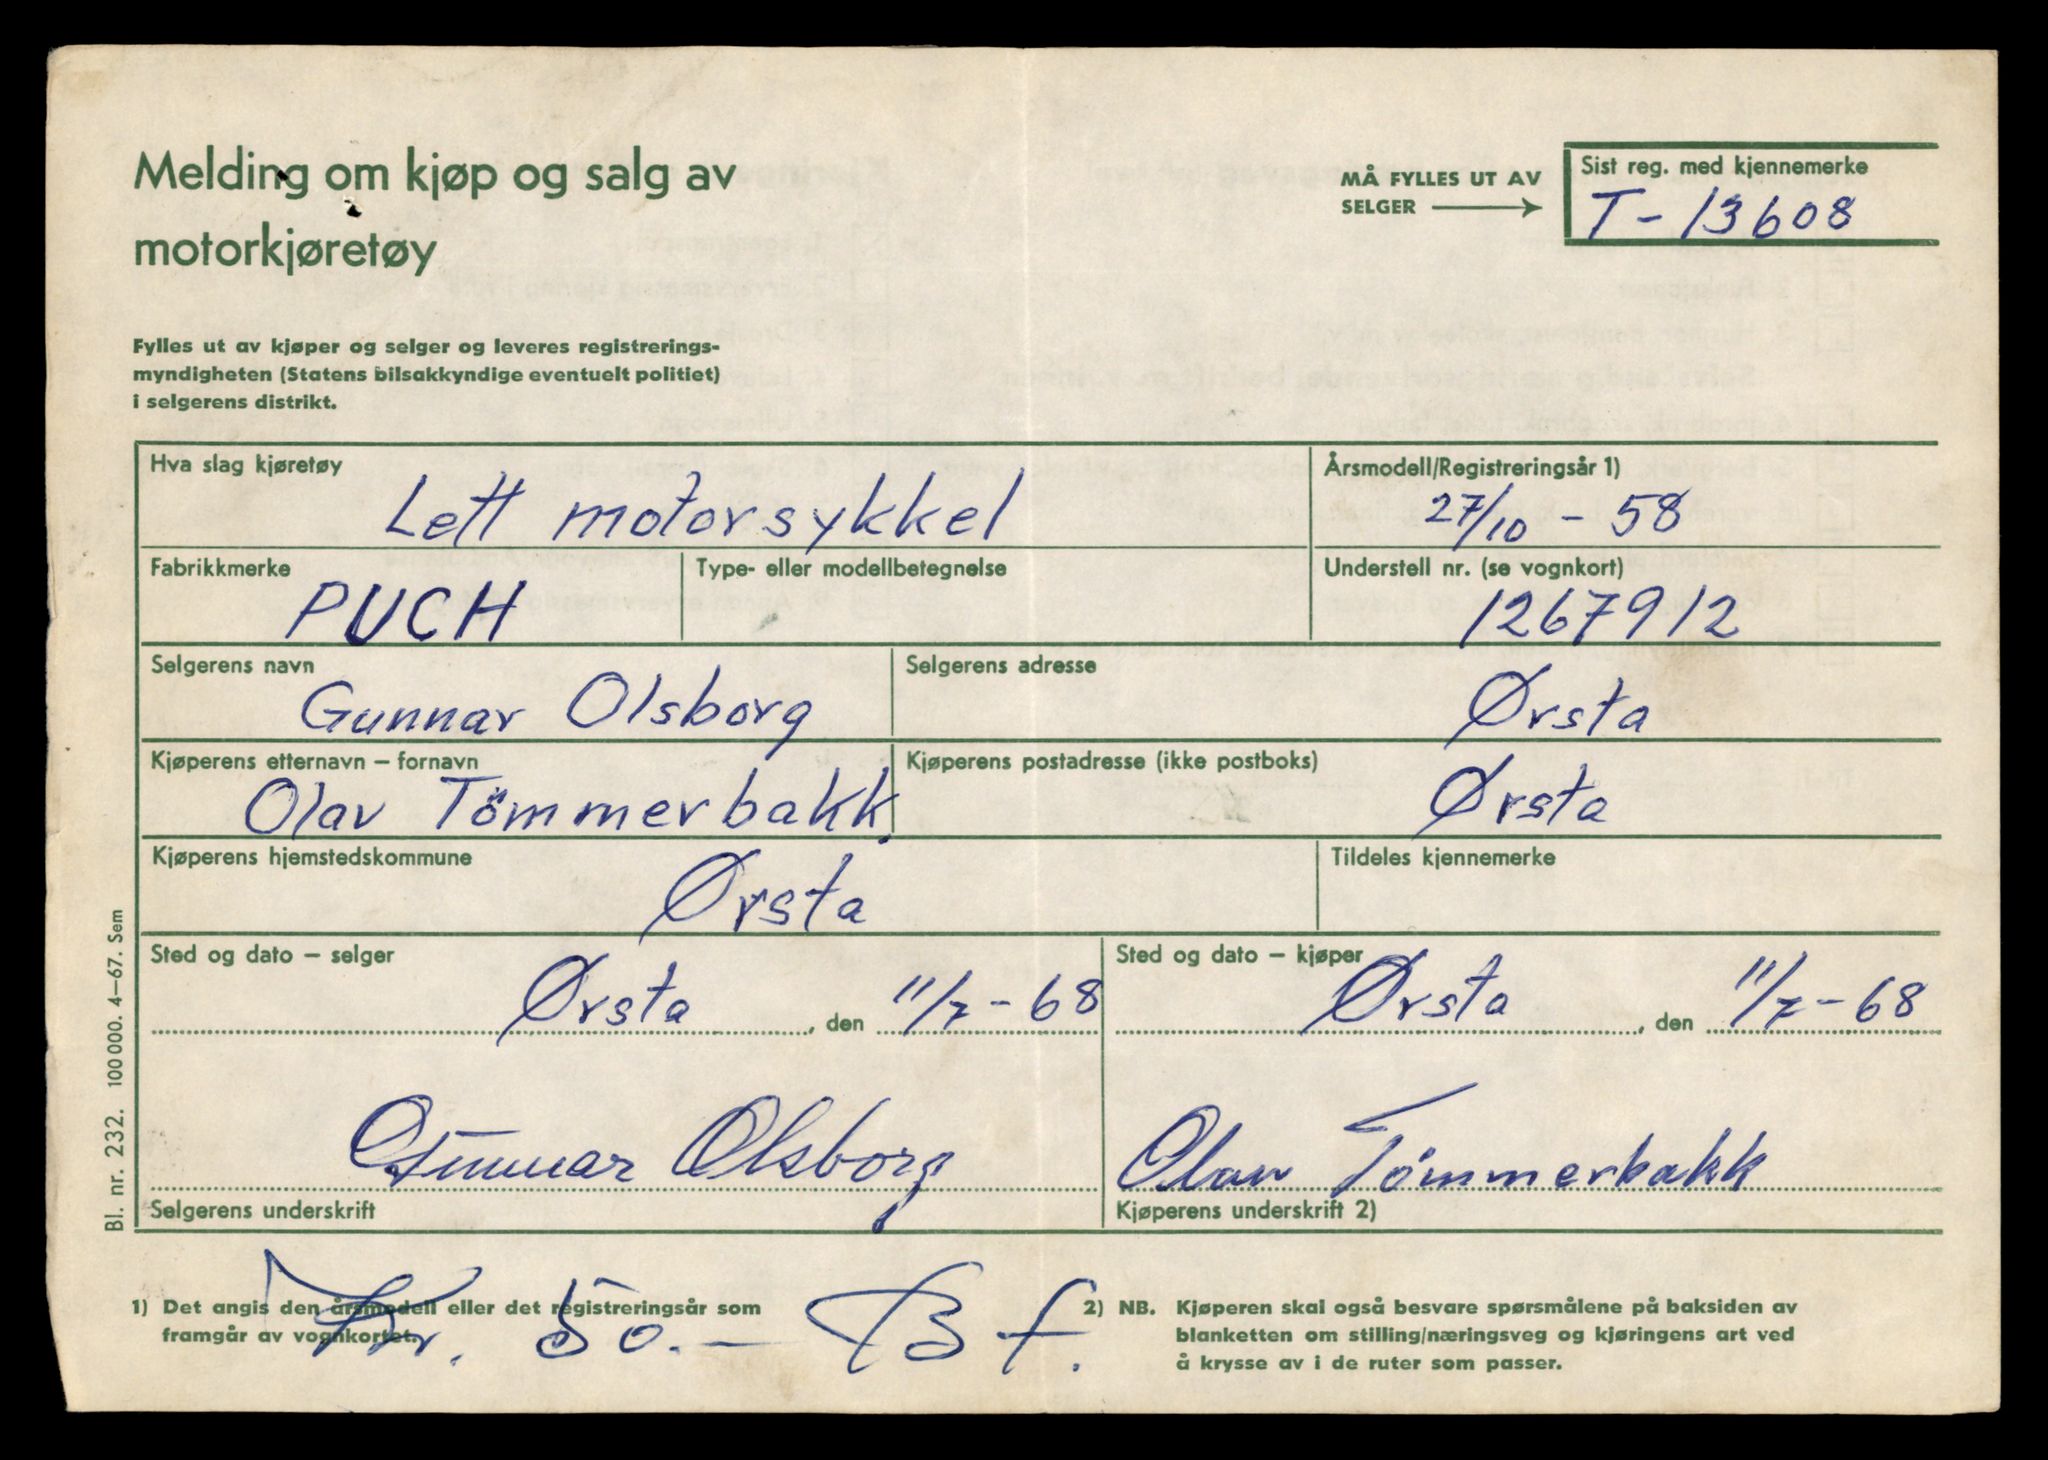 Melding om kjøp og salg av
motorkjøretøy
MÅ FYLLES UT AV
SELGER
Sist reg. med kjennemerke
T - 13608
Fylles ut av kjøper og selger og leveres registrerings-
myndigheten (Statens bilsakkyndige eventuelt politiet)
i selgerens distrikt.
Hva slag kjøretøy
Lett motorsykkel
Årsmodell/Registreringsår 1)
27/10 - 58
Fabrikkmerke
PUCH
Type- eller modellbetegnelse
Understell nr. (se vognkort)
1267912
Selgerens navn
Gunnar Olsborg
Selgerens adresse
Ørsta
Kjøperens etternavn – fornavn
Olav Tömmerbakk
Kjøperens postadresse (ikke postboks)
Ørsta
Kjøperens hjemstedskommune
Ørsta
Tildeles kjennemerke
Sted og dato – selger
Ørsta, den 11/7 - 68
Sted og dato – kjøper
Ørsta, den 11/7 - 68
Gunnar Olsborg
Selgerens underskrift
Olav Tömmerbakk
Kjøperens underskrift 2)
Kr. 50.-
1) Det angis den årsmodell eller det registreringsår som
framgår av vognkortet.
2) NB. Kjøperen skal også besvare spørsmålene på baksiden av
blanketten om stilling/næringsveg og kjøringens art ved
å krysse av i de ruter som passer.
Bl. nr. 232. 100 000. 4–67. Sem